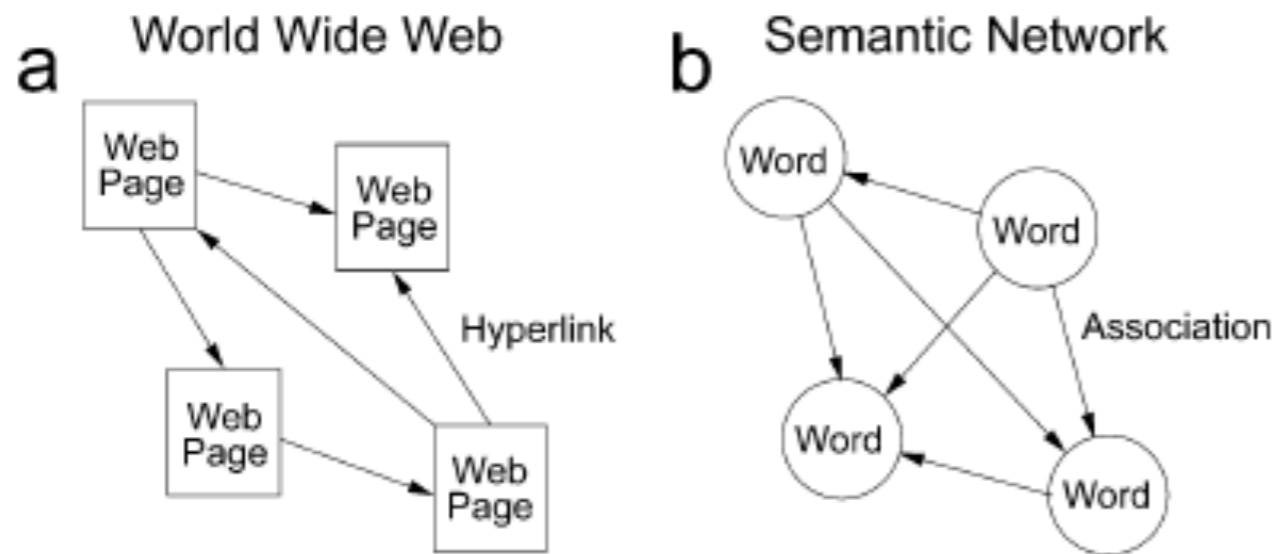 a
World Wide Web
Web
Page
Web
Page
Hyperlink
Web
Page
Web
Page
b
Semantic Network
Word
Word
Association
Word
Word